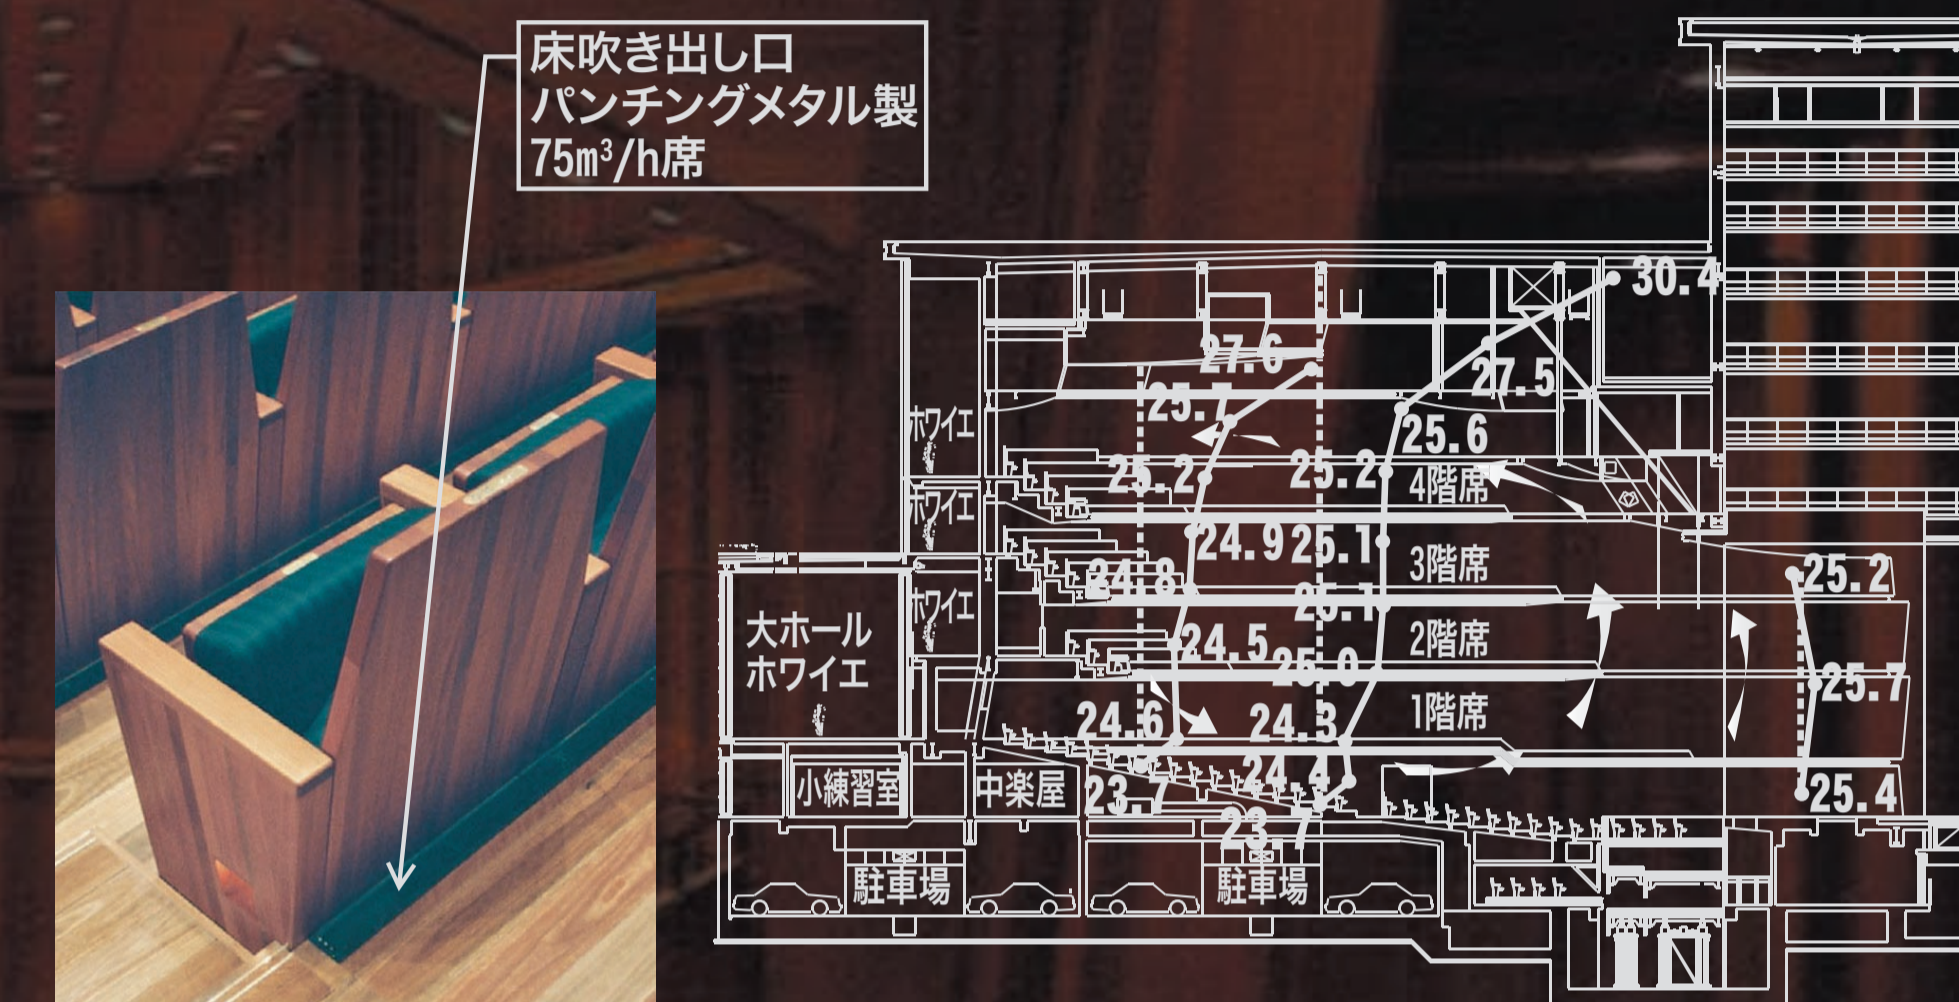 床吹き出し口
パンチングメタル製
75m³/h席
30.4
27.6
27.5
25.7
25.6
ホワイエ
25.2
25.2
4階席
ホワイエ
24.9
25.1
3階席
24.8
25.2
ホワイエ
25.1
大ホール
ホワイエ
24.5
2階席
25.0
25.7
24.6
24.3
1階席
小練習室
中楽屋
23.7
24.4
25.4
23.7
駐車場
駐車場